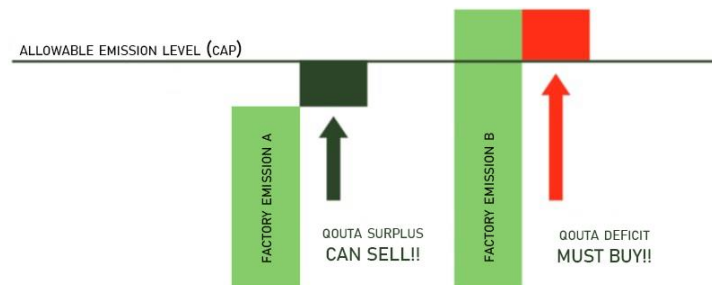 ALLOWABLE EMISSION LEVEL (CAP)
FACTORY EMISSION A
QOUTA SURPLUS
CAN SELL!!
FACTORY EMISSION B
QOUTA DEFICIT
MUST BUY!!